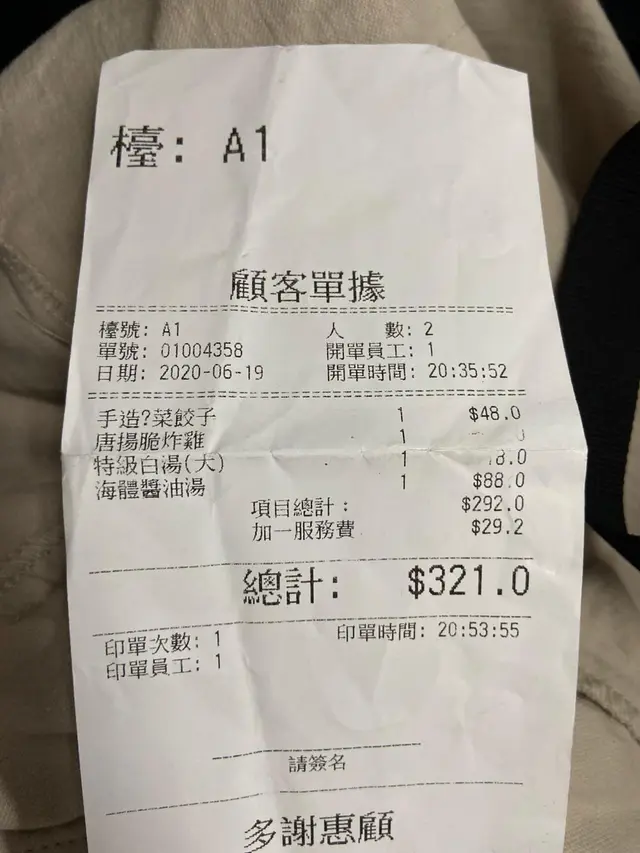 檯: A1
顧客單據
檯號: A1 人 數: 2
單號: 01004358 開單員工: 1
日期: 2020-06-19 開單時間: 20:35:52
手造?菜餃子 1 $48.0
唐揚脆炸雞 1
特級白湯(大) 1 8.0
海體醬油湯 1 $88.0
項目總計: $292.0
加一服務費 $29.2
總計: $321.0
印單次數: 1 印單時間: 20:53:55
印單員工: 1
請簽名
多謝惠顧